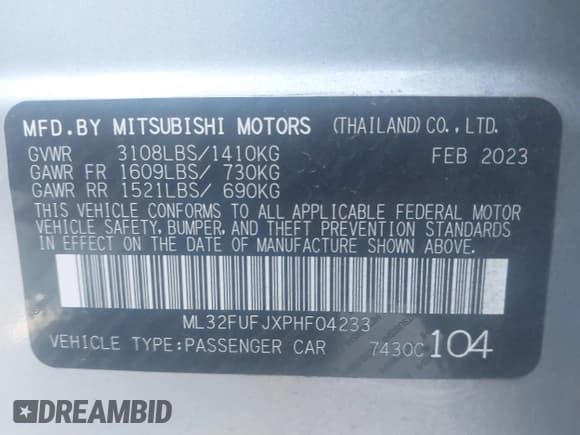 MFD.BY MITSUBISHI MOTORS (THAILAND)CO.,LTD.
GVWR 3108LBS/1410KG FEB 2023
GAWR FR 1609LBS/ 730KG
GAWR RR 1521LBS/ 690KG
THIS VEHICLE CONFORMS TO ALL APPLICABLE FEDERAL MOTOR
VEHICLE SAFETY, BUMPER, AND THEFT PREVENTION STANDARDS
IN EFFECT ON THE DATE OF MANUFACTURE SHOWN ABOVE.
ML32FUFJXPHF04233
VEHICLE TYPE:PASSENGER CAR 7430C 104
DREAMBID